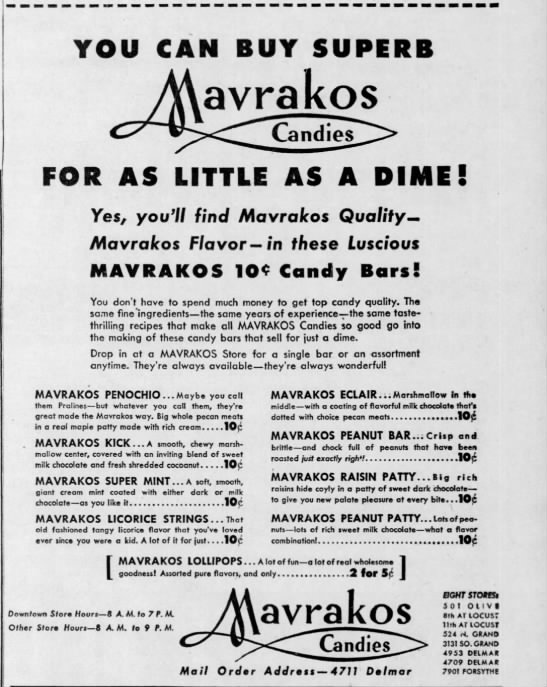 YOU CAN BUY SUPERB
Mavrakos
Candies
FOR AS LITTLE AS A DIME!
Yes, you'll find Mavrakos Quality—
Mavrakos Flavor—in these Luscious
MAVRAKOS 10¢ Candy Bars!
You don't have to spend much money to get top candy quality. The
same fine ingredients—the same years of experience—the same taste-
thrilling recipes that make all MAVRAKOS Candies so good go into
the making of these candy bars that sell for just a dime.
Drop in at a MAVRAKOS Store for a single bar or an assortment
anytime. They're always available—they're always wonderful!
MAVRAKOS PENOCHIO...Maybe you call
them Pralines—but whatever you call them, they're
great made the Mavrakos way. Big whole pecan meats
in a real maple patty made with rich cream.....10¢
MAVRAKOS KICK...A smooth, chewy marsh-
mallow center, covered with an inviting blend of sweet
milk chocolate and fresh shredded cocoanut......10¢
MAVRAKOS SUPER MINT...A soft, smooth,
giant cream mint coated with either dark or milk
chocolate—as you like it....................10¢
MAVRAKOS LICORICE STRINGS...That
old fashioned tangy licorice flavor that you've loved
ever since you were a kid. A lot of it for just....10¢
MAVRAKOS ECLAIR...Marshmallow in the
middle—with a coating of flavorful milk chocolate that's
dotted with choice pecan meats..................10¢
MAVRAKOS PEANUT BAR...Crisp and
brittle—and chock full of peanuts that have been
roasted just exactly right!......................10¢
MAVRAKOS RAISIN PATTY...Big rich
raisins hide coyly in a patty of sweet dark chocolate—
to give you new palate pleasure at every bite...10¢
MAVRAKOS PEANUT PATTY...Lots of pea-
nuts—lots of rich sweet milk chocolate—what a flavor
combination!..............................10¢
[MAVRAKOS LOLLIPOPS...A lot of fun—a lot of real wholesome
goodness! Assorted pure flavors, and only................2 for 5¢]
Downtown Store Hours—8 A.M. to 7 P.M.
Other Store Hours—8 A.M. to 9 P.M.
Mavrakos
Candies
Mail Order Address—4711 Delmar
EIGHT STORES:
501 OLIVE
8th AT LOCUST
11th AT LOCUST
524 N. GRAND
3131 SO. GRAND
4953 DELMAR
4709 DELMAR
7901 FORSYTHE